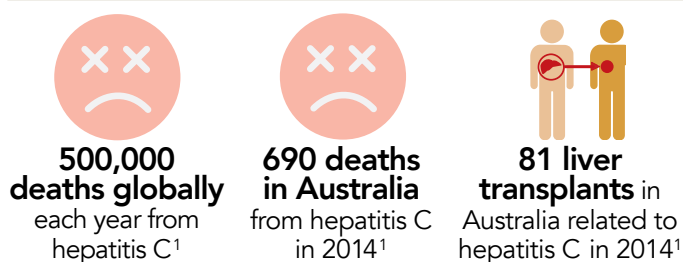 500,000
deaths globally
each year from
hepatitis C¹
690 deaths
in Australia
from hepatitis C
in 2014¹
81 liver
transplants in
Australia related to
hepatitis C in 2014¹